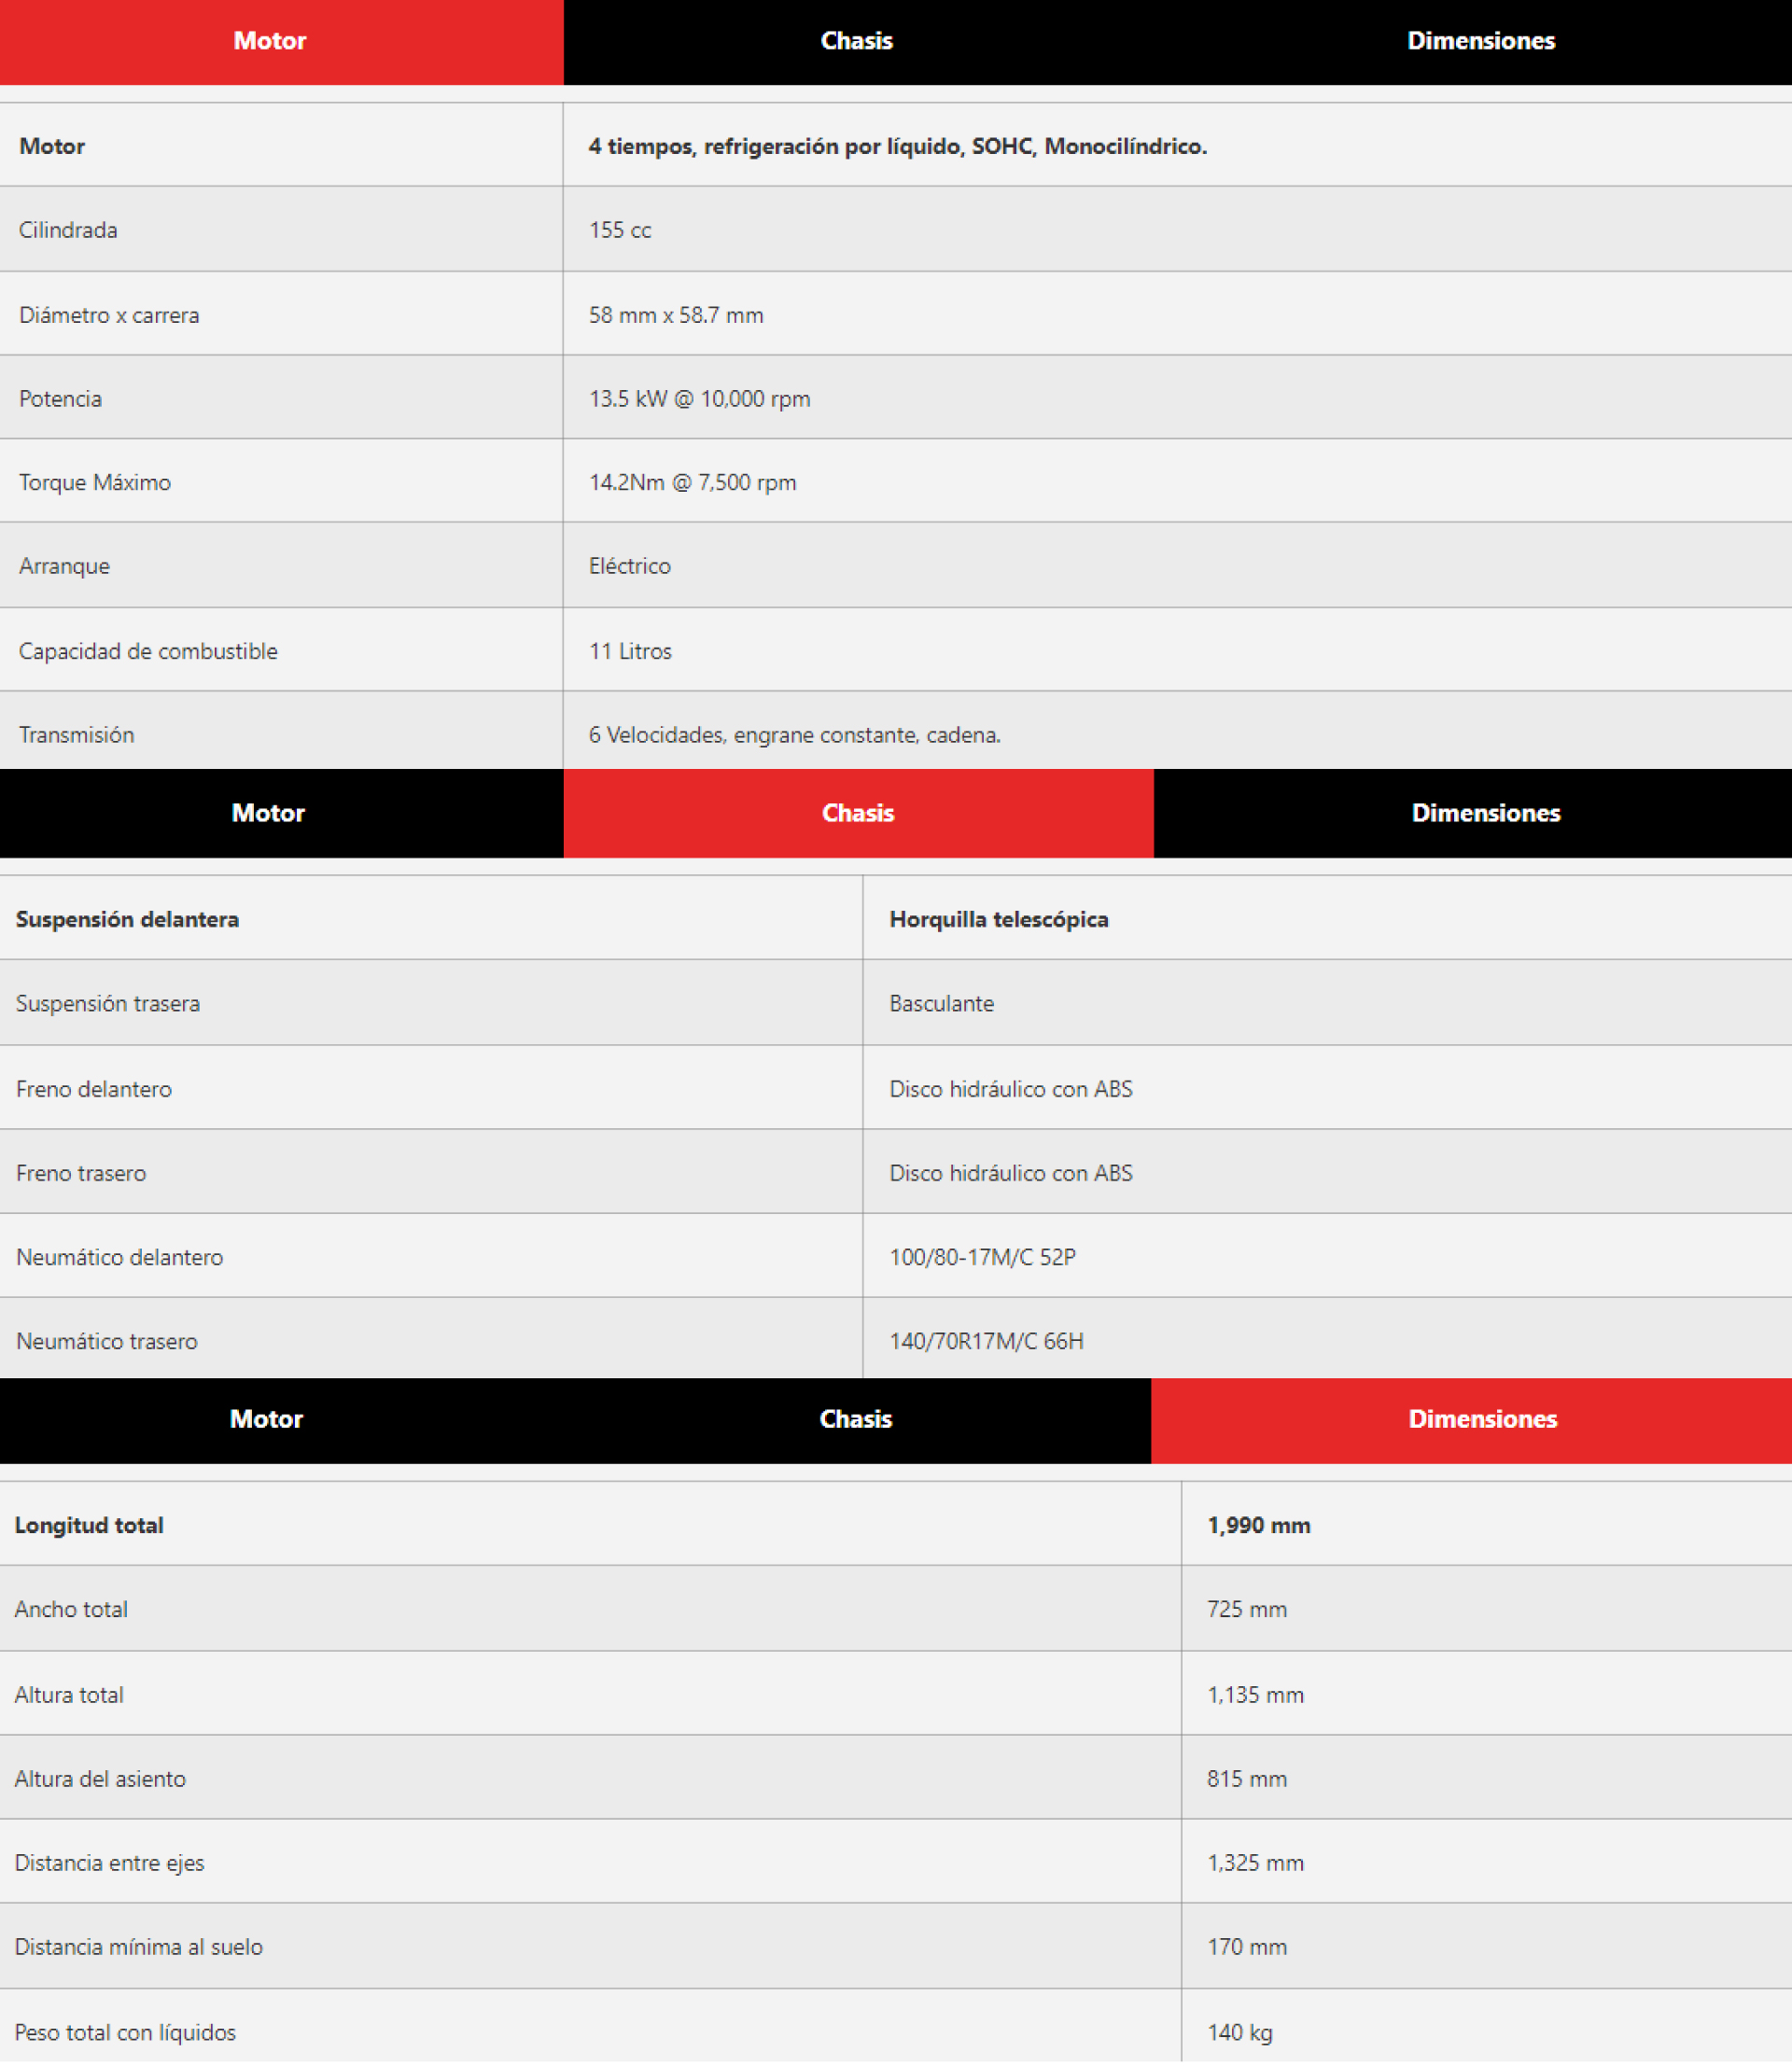 Motor Chasis Dimensiones
Motor 4 tiempos, refrigeración por líquido, SOHC, Monocilíndrico.
Cilindrada 155 cc
Diámetro x carrera 58 mm x 58.7 mm
Potencia 13.5 kW @ 10,000 rpm
Torque Máximo 14.2Nm @ 7,500 rpm
Arranque Eléctrico
Capacidad de combustible 11 Litros
Transmisión 6 Velocidades, engrane constante, cadena.
Motor Chasis Dimensiones
Suspensión delantera Horquilla telescópica
Suspensión trasera Basculante
Freno delantero Disco hidráulico con ABS
Freno trasero Disco hidráulico con ABS
Neumático delantero 100/80-17M/C 52P
Neumático trasero 140/70R17M/C 66H
Motor Chasis Dimensiones
Longitud total 1,990 mm
Ancho total 725 mm
Altura total 1,135 mm
Altura del asiento 815 mm
Distancia entre ejes 1,325 mm
Distancia mínima al suelo 170 mm
Peso total con líquidos 140 kg